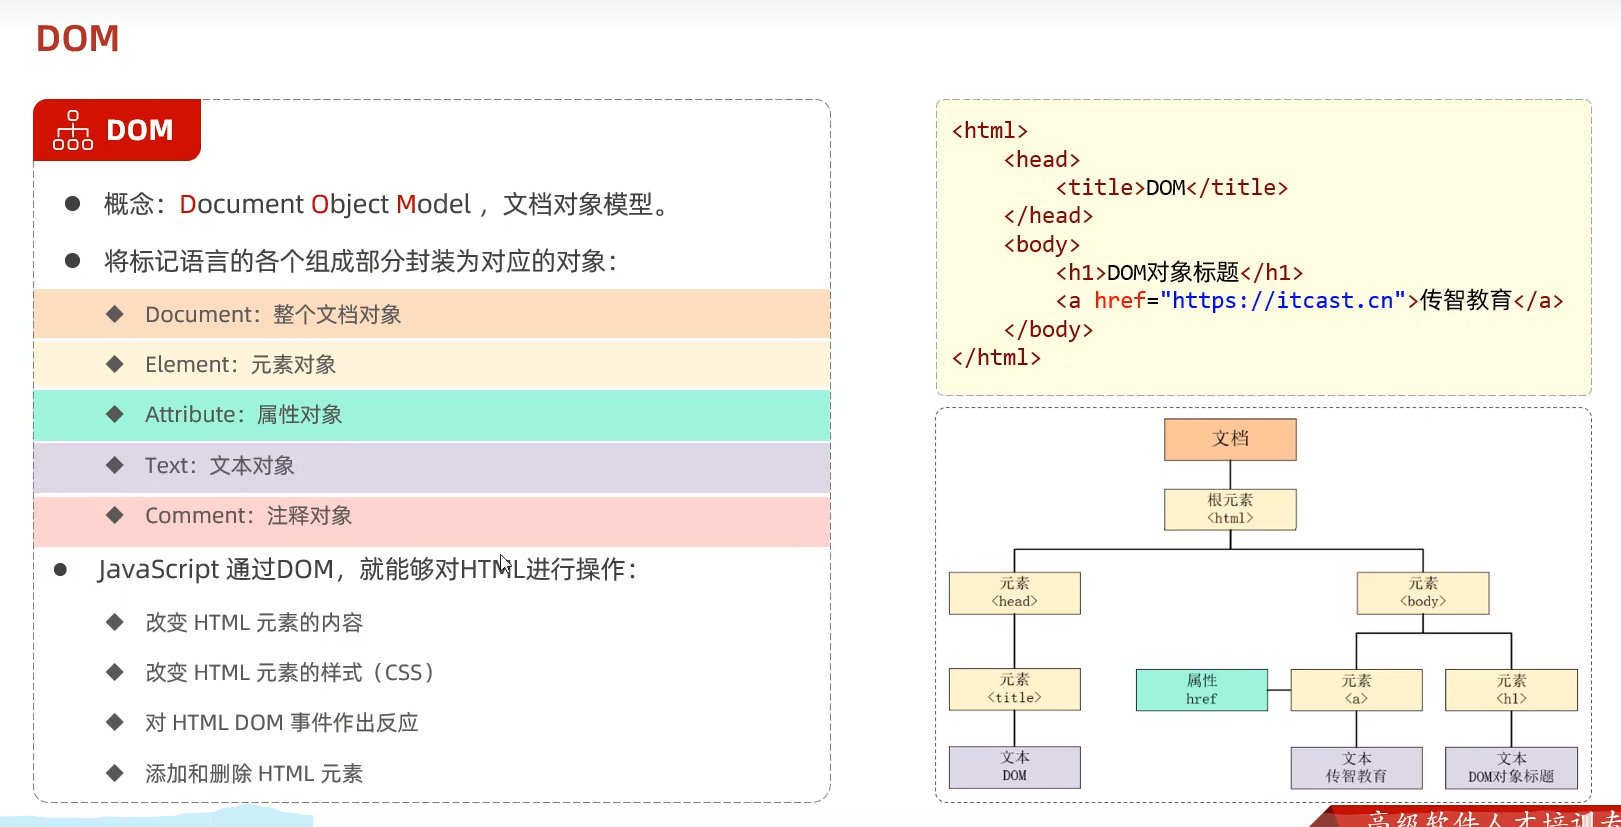 DOM
DOM
概念：Document Object Model ，文档对象模型。
将标记语言的各个组成部分封装为对应的对象：
Document：整个文档对象
Element：元素对象
Attribute：属性对象
Text：文本对象
Comment：注释对象
JavaScript 通过DOM，就能够对HTML进行操作：
改变 HTML 元素的内容
改变 HTML 元素的样式（CSS）
对 HTML DOM 事件作出反应
添加和删除 HTML 元素
<html>
<head>
<title>DOM</title>
</head>
<body>
<h1>DOM对象标题</h1>
<a href="https://itcast.cn">传智教育</a>
</body>
</html>
文档
根元素
<html>
元素
<head>
元素
<body>
元素
<title>
属性
href
元素
<a>
元素
<h1>
文本
DOM
文本
传智教育
文本
DOM对象标题
高级软件人才培训专